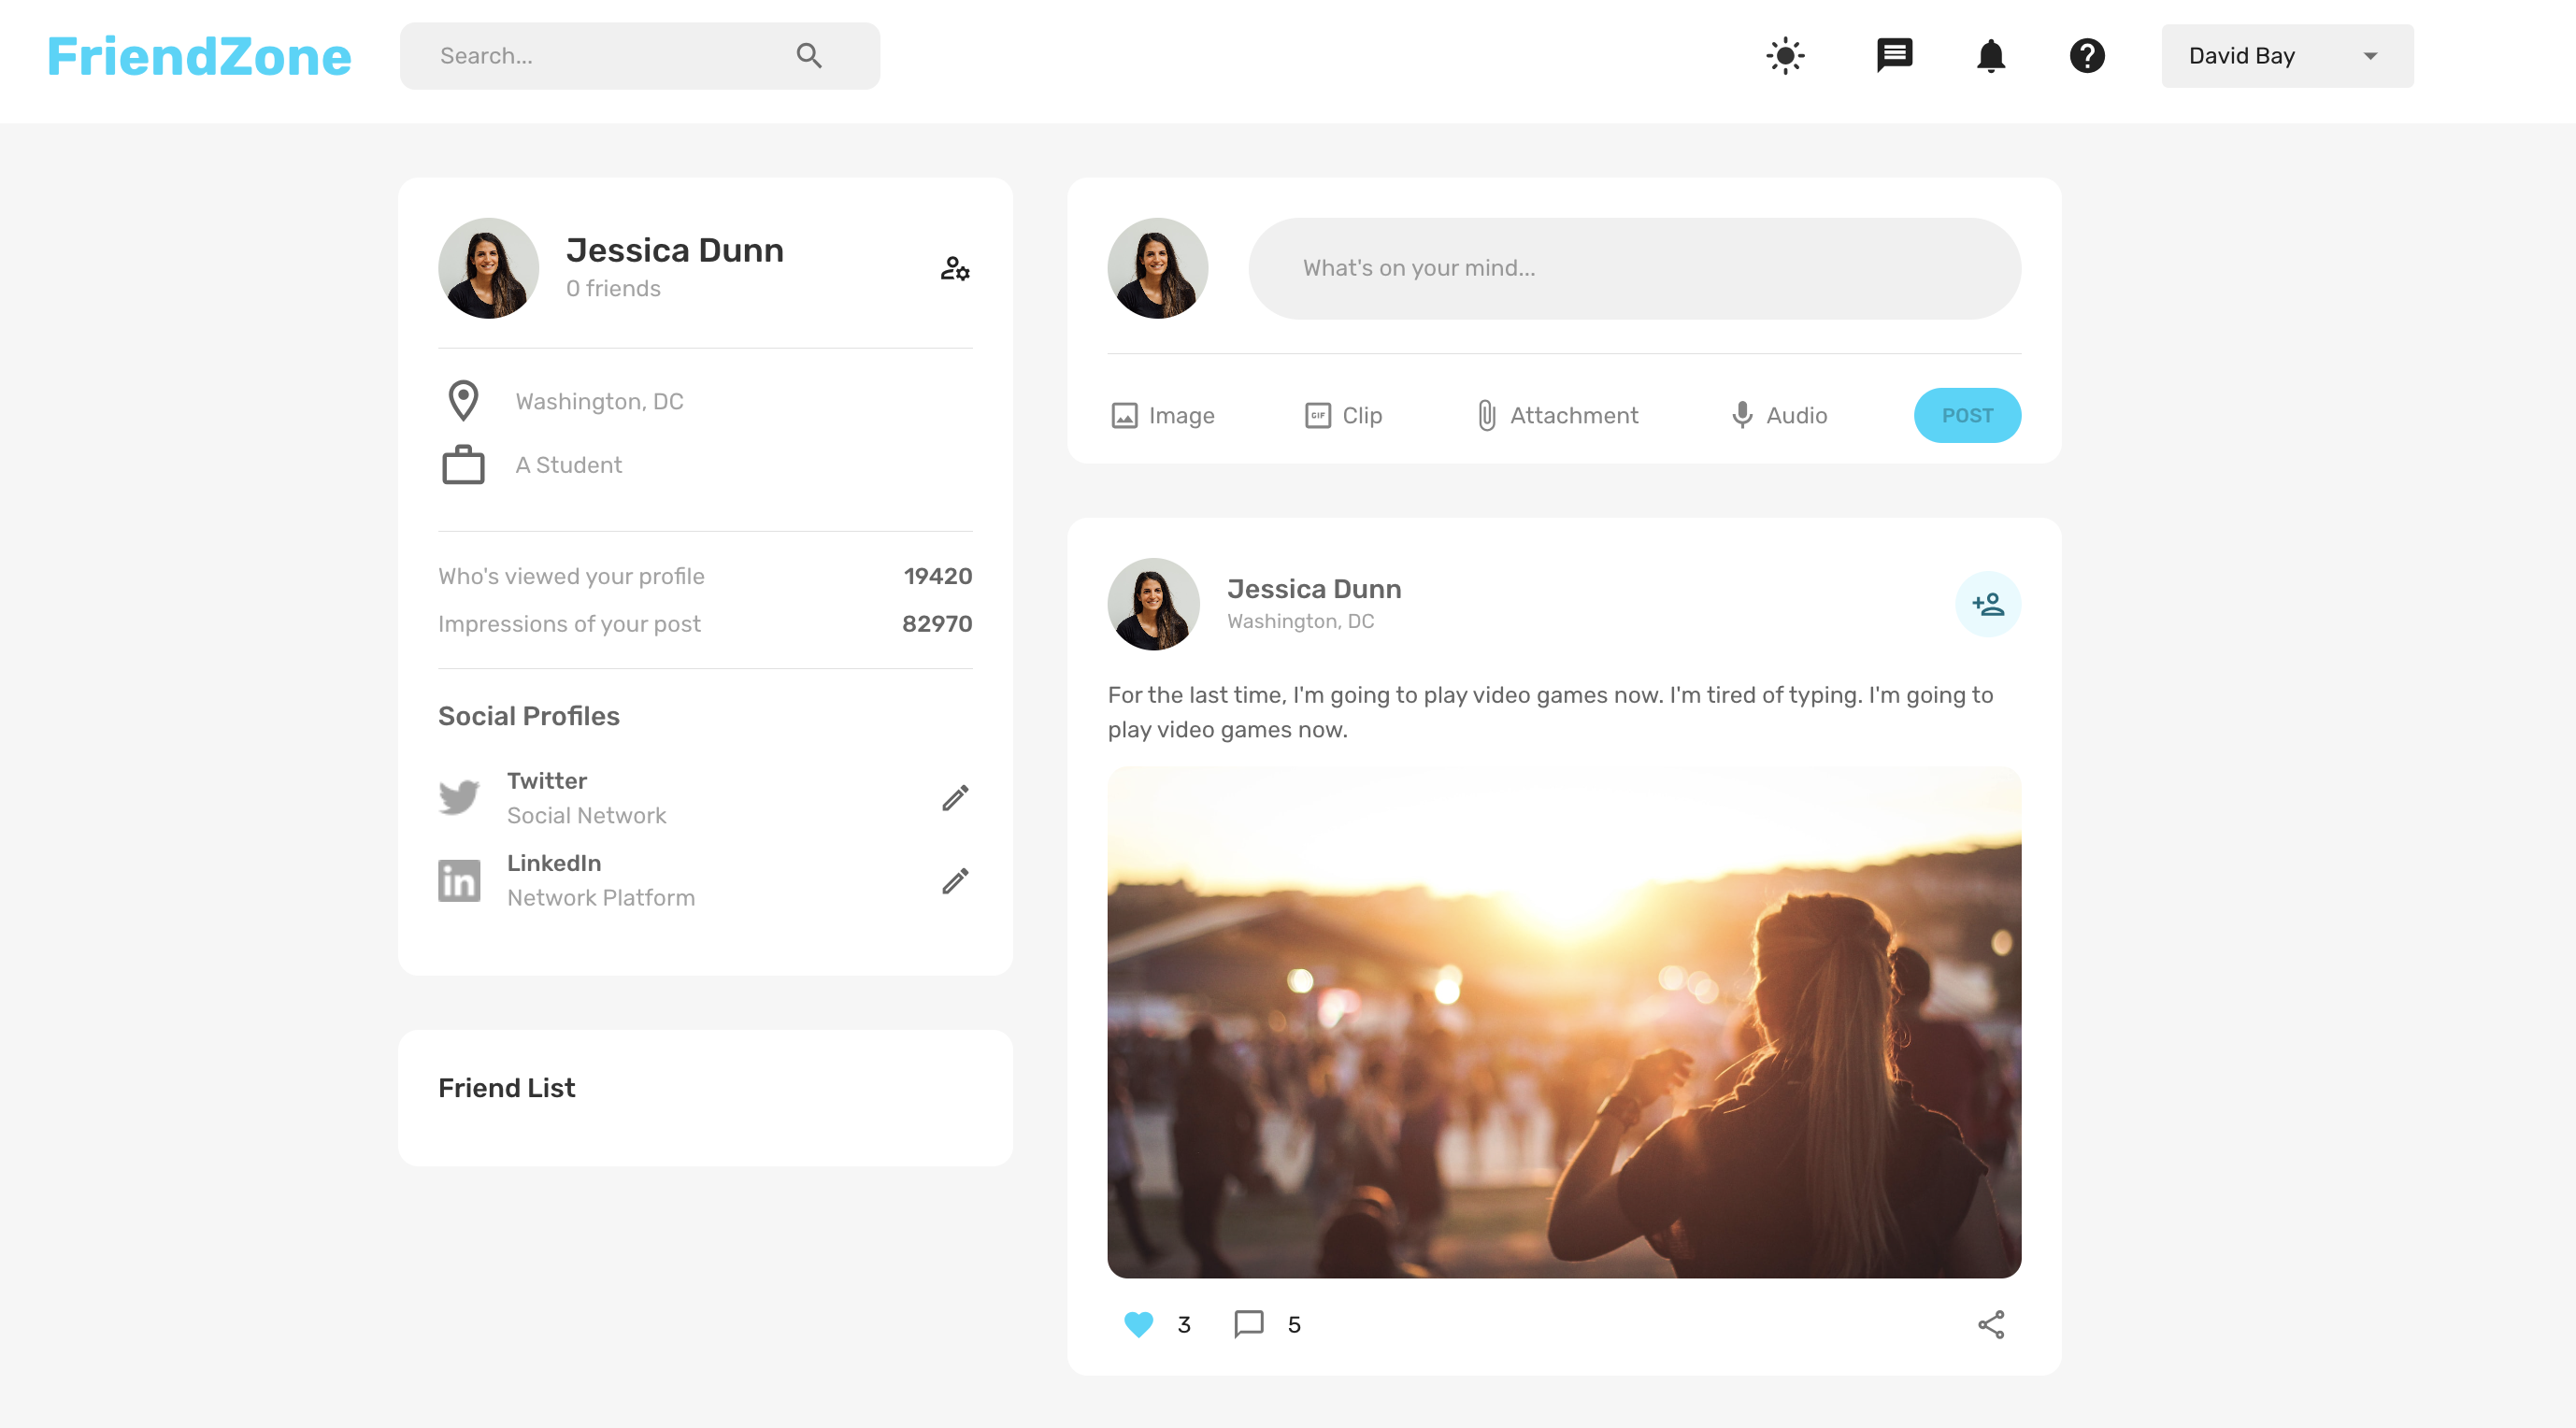 FriendZone
Search...
David Bay
Jessica Dunn
0 friends
Washington, DC
A Student
Who's viewed your profile 19420
Impressions of your post 82970
Social Profiles
Twitter
Social Network
LinkedIn
Network Platform
Friend List
What's on your mind...
Image GIF Clip Attachment Audio POST
Jessica Dunn
Washington, DC
For the last time, I'm going to play video games now. I'm tired of typing. I'm going to
play video games now.
3 5